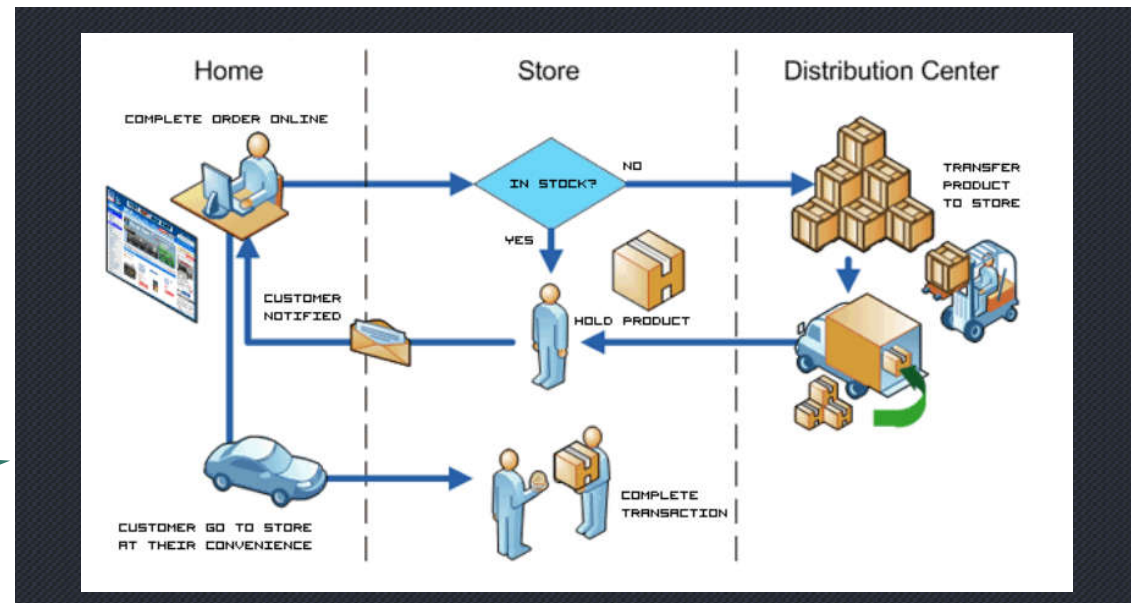 Home
Store
Distribution Center
COMPLETE ORDER ONLINE
NO
IN STOCK?
TRANSFER
PRODUCT
TO STORE
YES
CUSTOMER
NOTIFIED
HOLD PRODUCT
COMPLETE
TRANSACTION
CUSTOMER GO TO STORE
AT THEIR CONVENIENCE